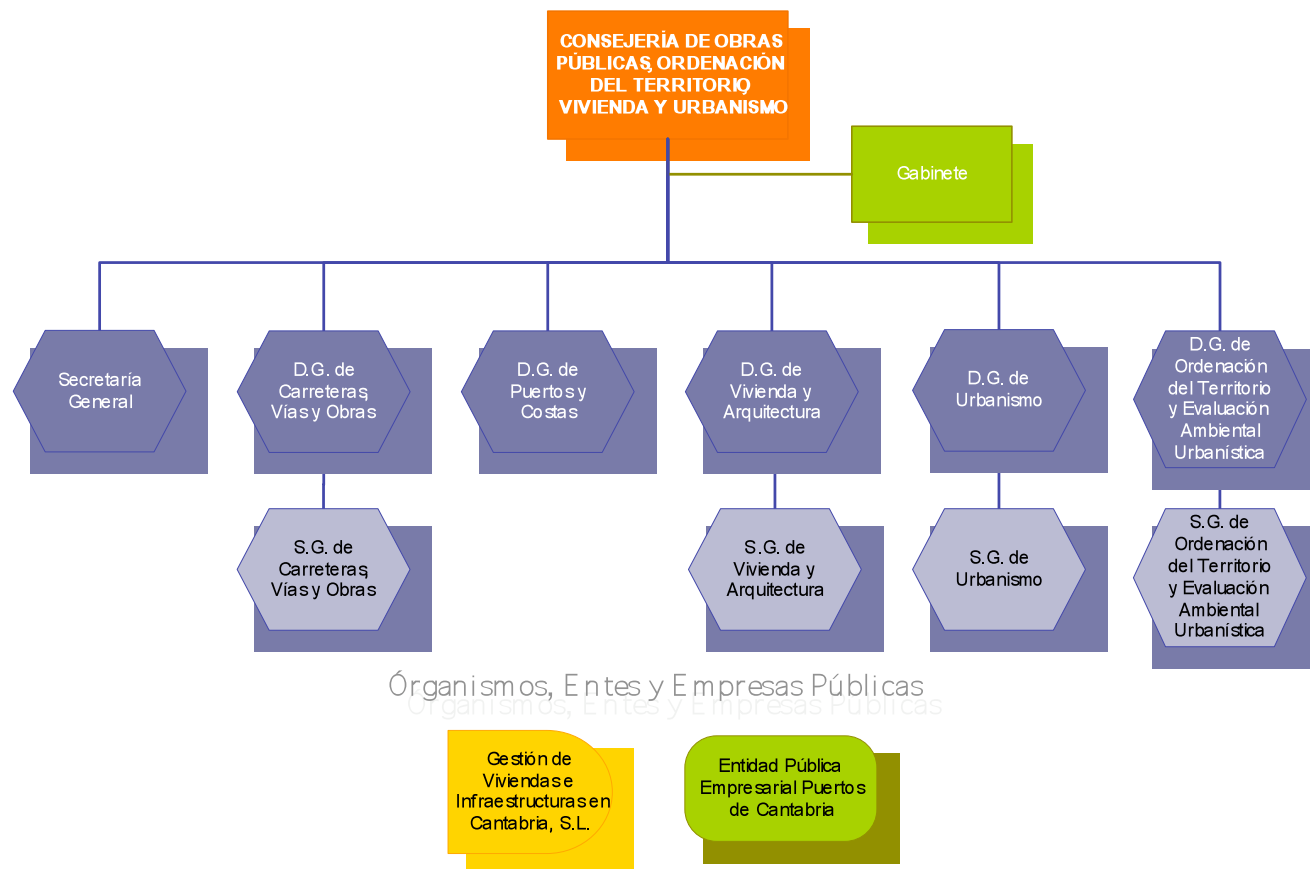 CONSEJERÍA DE OBRAS
PÚBLICAS, ORDENACIÓN
DEL TERRITORIO,
VIVIENDA Y URBANISMO
Gabinete
Secretaría
General
D.G. de
Carreteras,
Vías y Obras
D.G. de
Puertos y
Costas
D.G. de
Vivienda y
Arquitectura
D.G. de
Urbanismo
D.G. de
Ordenación
del Territorio
y Evaluación
Ambiental
Urbanística
S.G. de
Carreteras,
Vías y Obras
S.G. de
Vivienda y
Arquitectura
S.G. de
Urbanismo
S.G. de
Ordenación
del Territorio
y Evaluación
Ambiental
Urbanística
Órganismos, Entes y Empresas Públicas
Gestión de
Viviendas e
Infraestructuras en
Cantabria, S.L.
Entidad Pública
Empresarial Puertos
de Cantabria